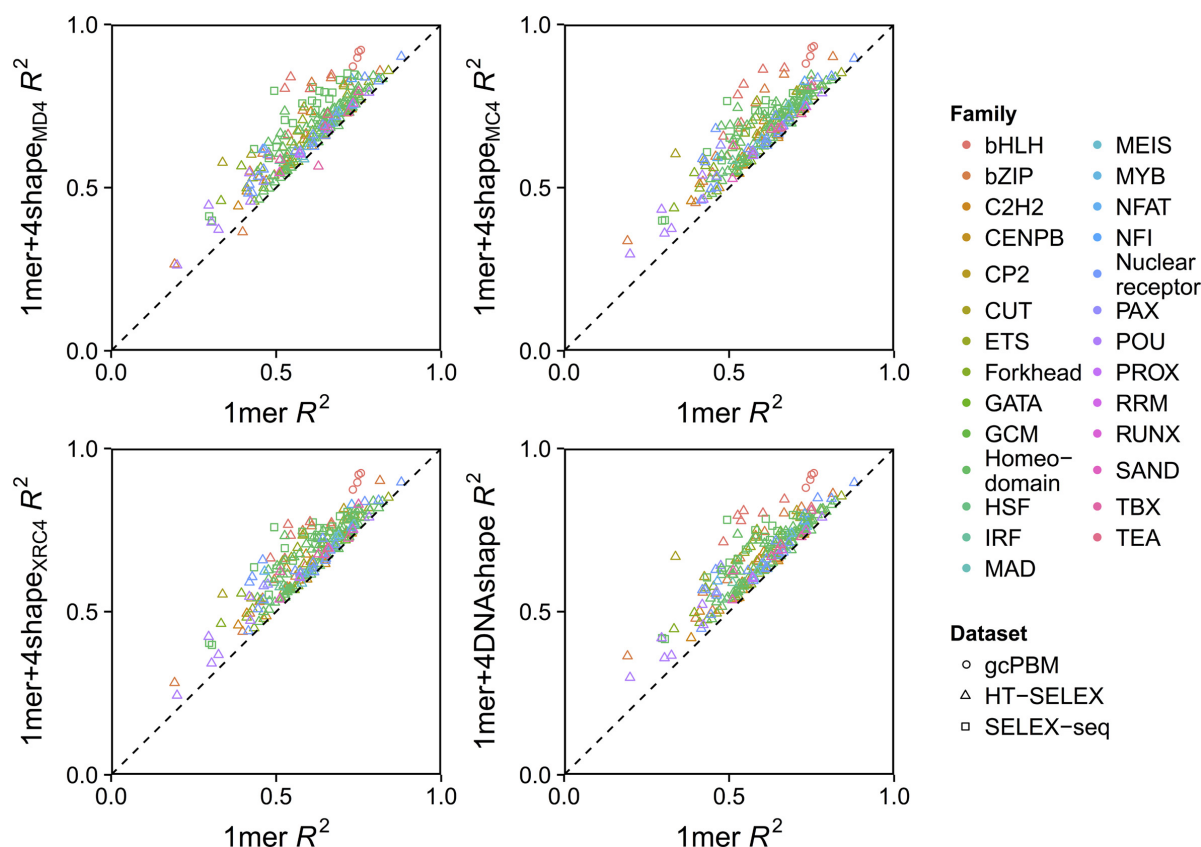 1.0
0.5
0.0
0.0 0.5 1.0
1mer+4shapeMD4 R2
1mer R2
1.0
0.5
0.0
0.0 0.5 1.0
1mer+4shapeMC4 R2
1mer R2
1.0
0.5
0.0
0.0 0.5 1.0
1mer+4shapeXRC4 R2
1mer R2
1.0
0.5
0.0
0.0 0.5 1.0
1mer+4DNAshape R2
1mer R2
Family
bHLH
bZIP
C2H2
CENPB
CP2
CUT
ETS
Forkhead
GATA
GCM
Homeo−
domain
HSF
IRF
MAD
MEIS
MYB
NFAT
NFI
Nuclear
receptor
PAX
POU
PROX
RRM
RUNX
SAND
TBX
TEA
Dataset
gcPBM
HT−SELEX
SELEX−seq